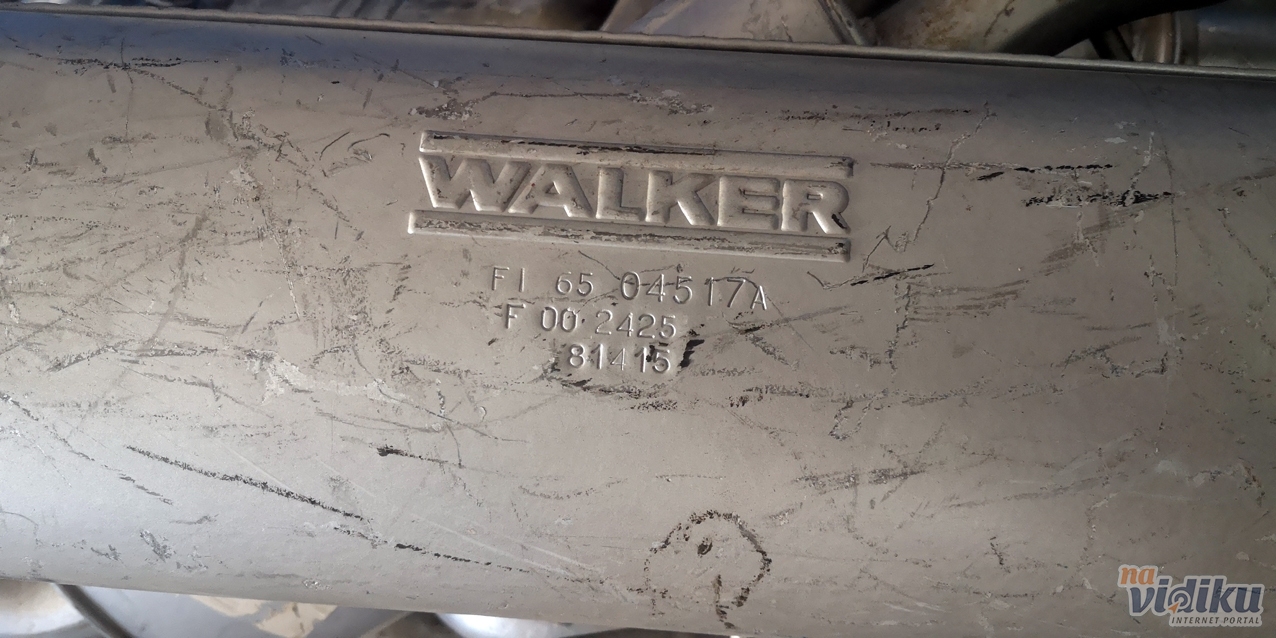 WALKER
FI 65 04517A
F 00 2425
81415
na
vidiku
INTERNET PORTAL